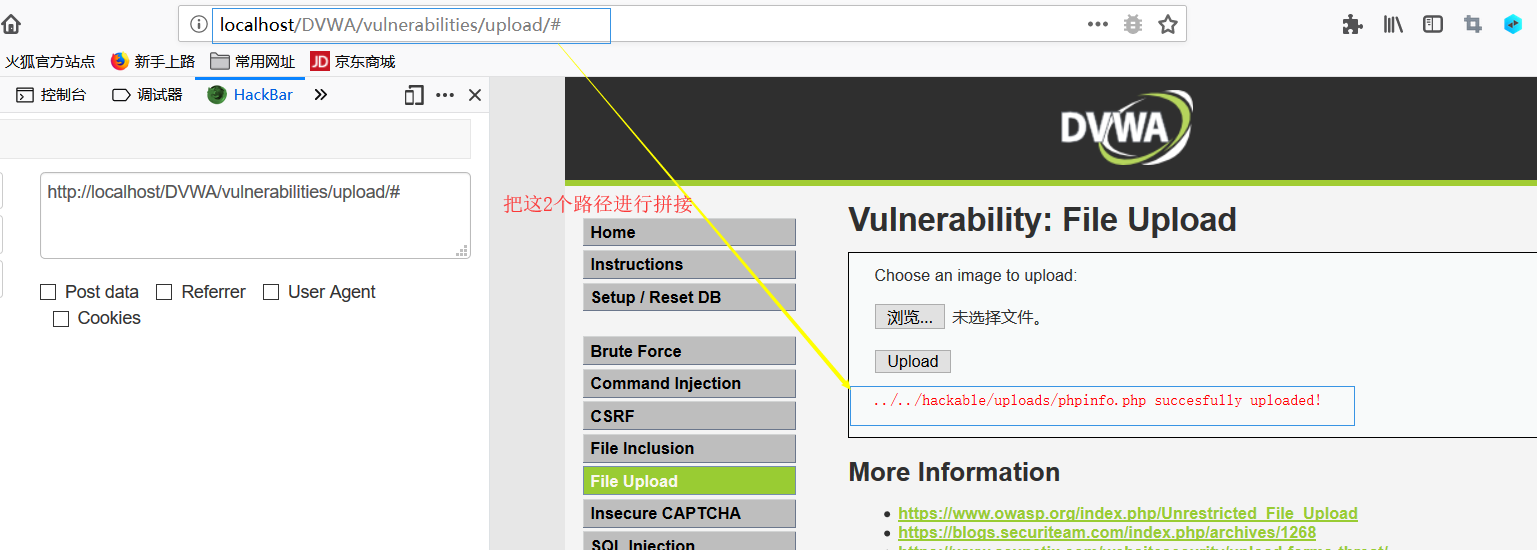 localhost/DVWA/vulnerabilities/upload/#
火狐官方站点 新手上路 常用网址 JD 京东商城
控制台 调试器 HackBar
http://localhost/DVWA/vulnerabilities/upload/#
Post data Referrer User Agent
Cookies
把这2个路径进行拼接
DVWA
Home
Instructions
Setup / Reset DB
Brute Force
Command Injection
CSRF
File Inclusion
File Upload
Insecure CAPTCHA
SQL Injection
Vulnerability: File Upload
Choose an image to upload:
浏览... 未选择文件。
Upload
../../hackable/uploads/phpinfo.php succesfully uploaded!
More Information
https://www.owasp.org/index.php/Unrestricted_File_Upload
https://blogs.securiteam.com/index.php/archives/1268